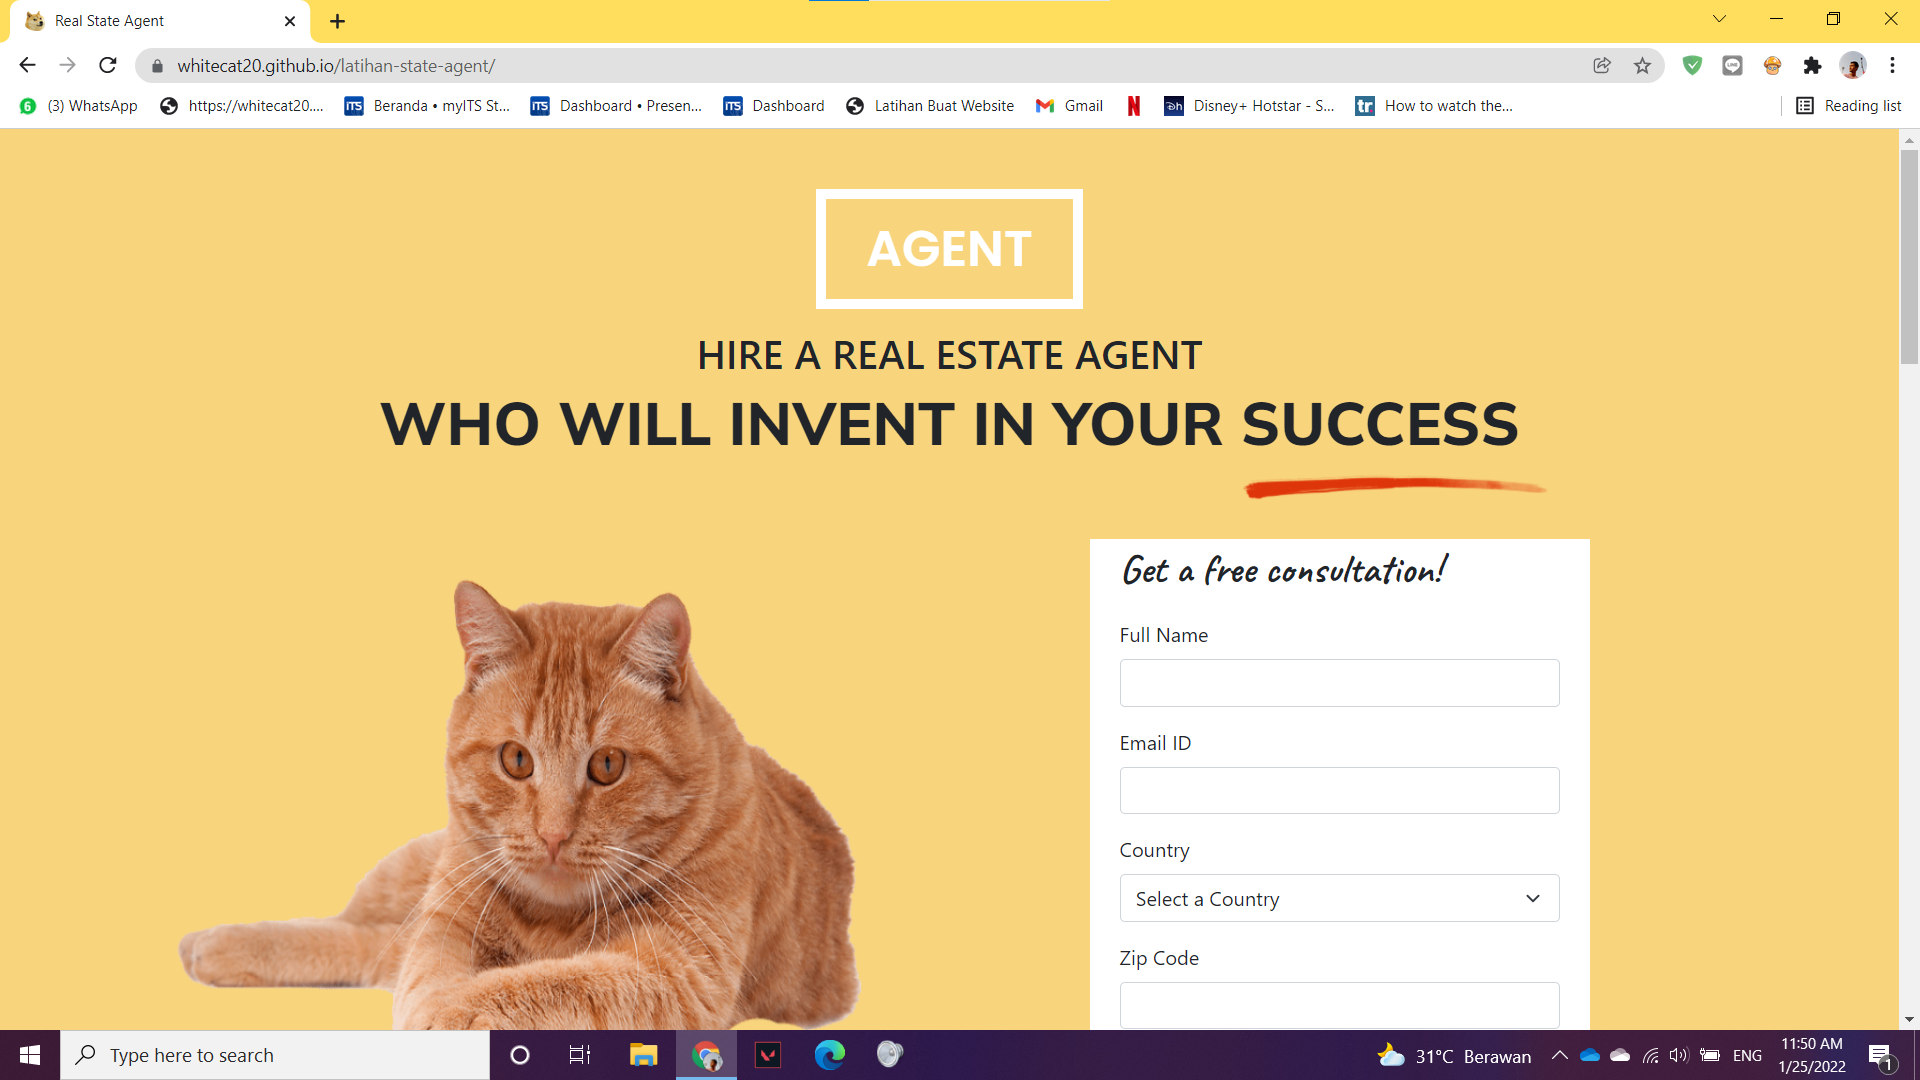 Real State Agent
whitecat20.github.io/latihan-state-agent/
(3) WhatsApp
https://whitecat20....
Beranda • myITS St...
Dashboard • Presen...
Dashboard
Latihan Buat Website
Gmail
Disney+ Hotstar - S...
How to watch the...
Reading list
AGENT
HIRE A REAL ESTATE AGENT
WHO WILL INVENT IN YOUR SUCCESS
Get a free consultation!
Full Name
Email ID
Country
Select a Country
Zip Code
Type here to search
31°C Berawan
ENG
11:50 AM
1/25/2022
1